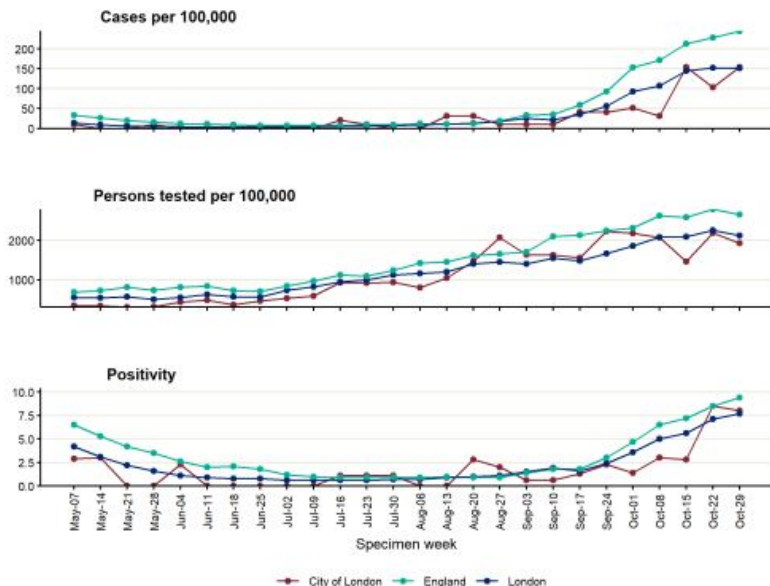 Cases per 100,000
200
150
100
50
0
Persons tested per 100,000
2000
1000
Positivity
10.0
7.5
5.0
2.5
0.0
May-07
May-14
May-21
May-28
Jun-04
Jun-11
Jun-18
Jun-25
Jul-02
Jul-09
Jul-16
Jul-23
Jul-30
Aug-06
Aug-13
Aug-20
Aug-27
Sep-03
Sep-10
Sep-17
Sep-24
Oct-01
Oct-08
Oct-15
Oct-22
Oct-29
Specimen week
City of London England London